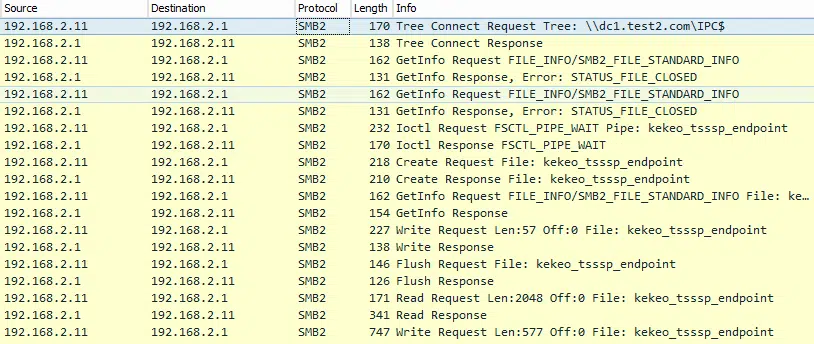 Source Destination Protocol Length Info
192.168.2.11 192.168.2.1 SMB2 170 Tree Connect Request Tree: \\dc1.test2.com\IPC$
192.168.2.1 192.168.2.11 SMB2 138 Tree Connect Response
192.168.2.11 192.168.2.1 SMB2 162 GetInfo Request FILE_INFO/SMB2_FILE_STANDARD_INFO
192.168.2.1 192.168.2.11 SMB2 131 GetInfo Response, Error: STATUS_FILE_CLOSED
192.168.2.11 192.168.2.1 SMB2 162 GetInfo Request FILE_INFO/SMB2_FILE_STANDARD_INFO
192.168.2.1 192.168.2.11 SMB2 131 GetInfo Response, Error: STATUS_FILE_CLOSED
192.168.2.11 192.168.2.1 SMB2 232 Ioctl Request FSCTL_PIPE_WAIT Pipe: kekeo_tsssp_endpoint
192.168.2.1 192.168.2.11 SMB2 170 Ioctl Response FSCTL_PIPE_WAIT
192.168.2.11 192.168.2.1 SMB2 218 Create Request File: kekeo_tsssp_endpoint
192.168.2.1 192.168.2.11 SMB2 210 Create Response File: kekeo_tsssp_endpoint
192.168.2.11 192.168.2.1 SMB2 162 GetInfo Request FILE_INFO/SMB2_FILE_STANDARD_INFO File: ke…
192.168.2.1 192.168.2.11 SMB2 154 GetInfo Response
192.168.2.11 192.168.2.1 SMB2 227 Write Request Len:57 Off:0 File: kekeo_tsssp_endpoint
192.168.2.1 192.168.2.11 SMB2 138 Write Response
192.168.2.11 192.168.2.1 SMB2 146 Flush Request File: kekeo_tsssp_endpoint
192.168.2.1 192.168.2.11 SMB2 126 Flush Response
192.168.2.11 192.168.2.1 SMB2 171 Read Request Len:2048 Off:0 File: kekeo_tsssp_endpoint
192.168.2.1 192.168.2.11 SMB2 341 Read Response
192.168.2.11 192.168.2.1 SMB2 747 Write Request Len:577 Off:0 File: kekeo_tsssp_endpoint